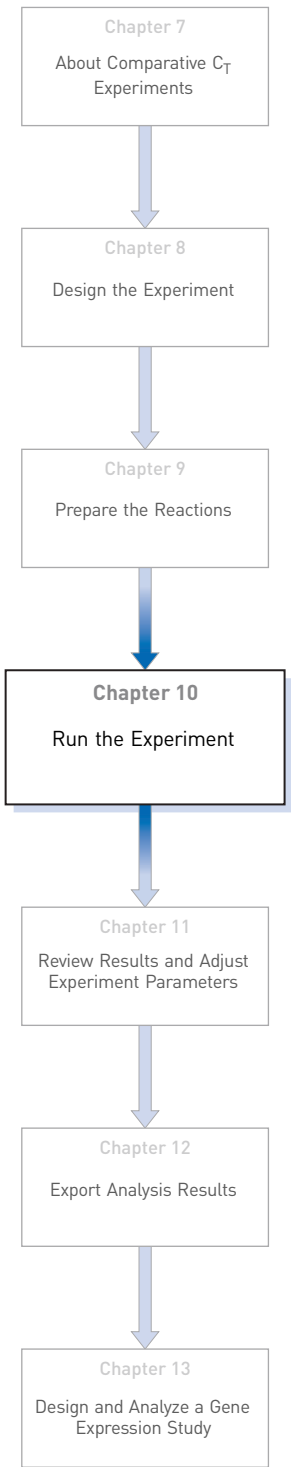 Chapter 7
About Comparative CT
Experiments
Chapter 8
Design the Experiment
Chapter 9
Prepare the Reactions
Chapter 10
Run the Experiment
Chapter 11
Review Results and Adjust
Experiment Parameters
Chapter 12
Export Analysis Results
Chapter 13
Design and Analyze a Gene
Expression Study